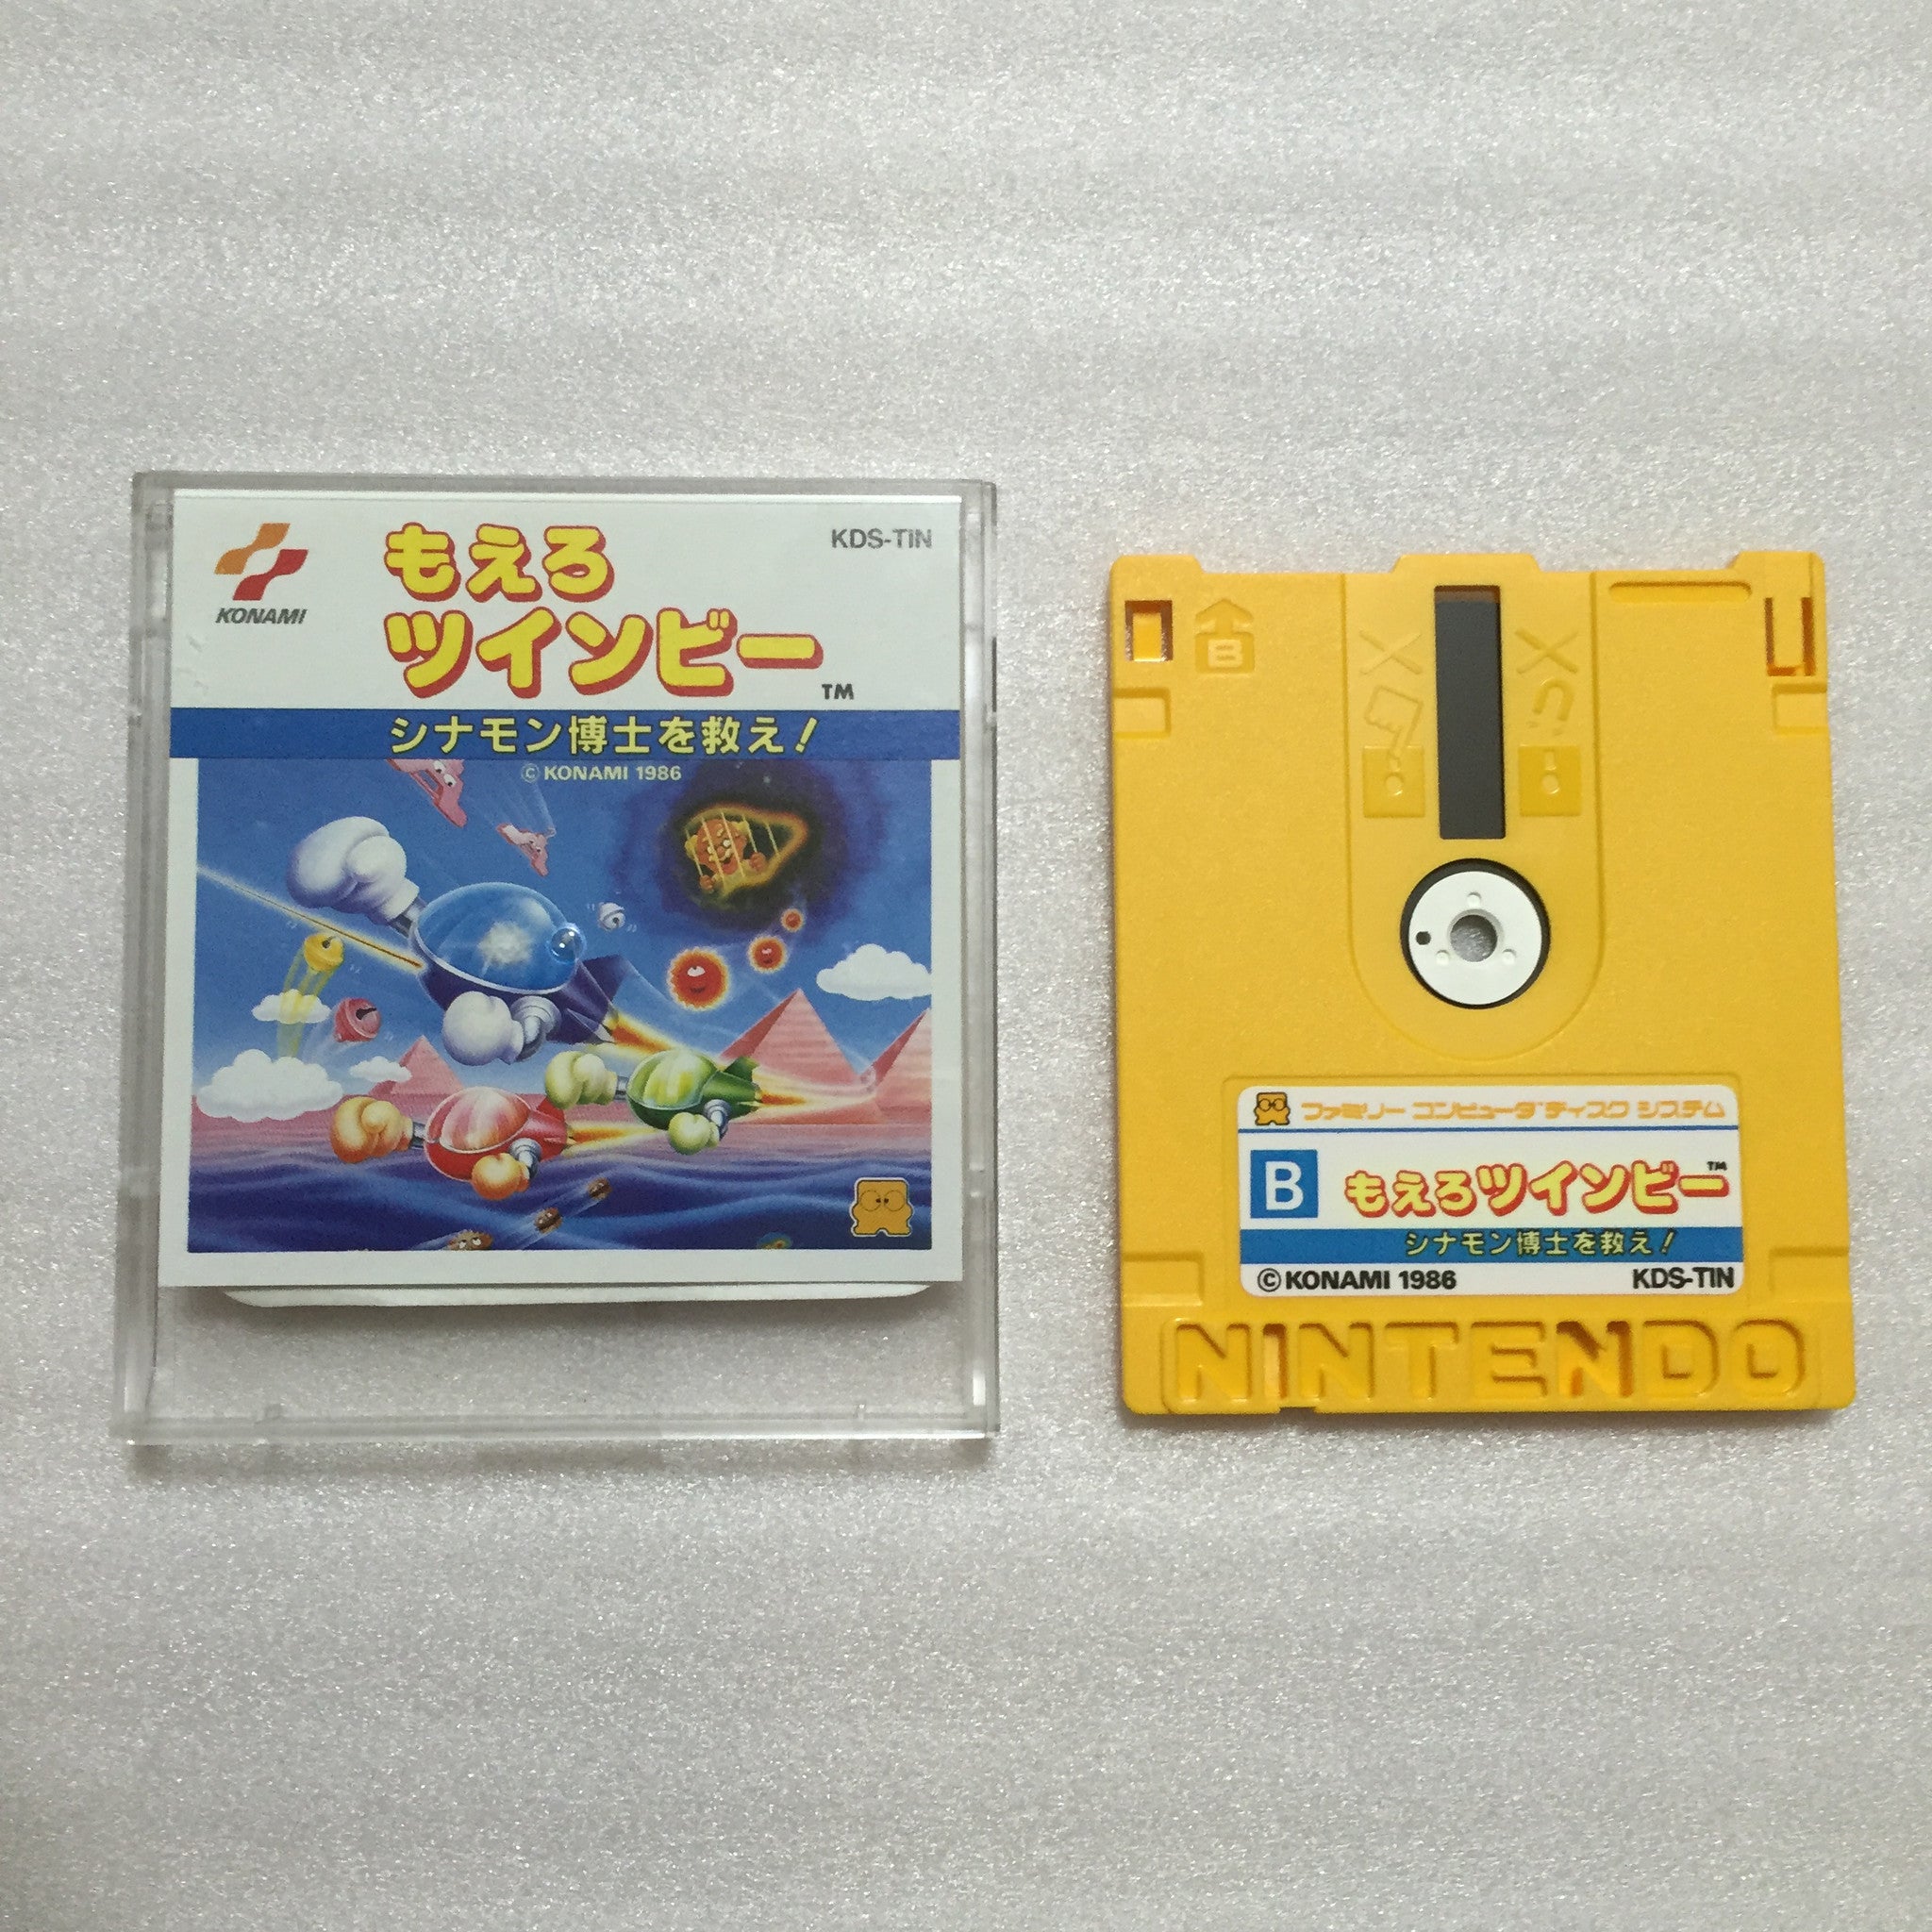 KONAMI
もえろ
ツインビー
TM
KDS-TIN
シナモン博士を救え!
© KONAMI 1986
B
ファミリー コンピュータ ディスク システム
B
もえろツインビー
TM
シナモン博士を救え!
© KONAMI 1986
KDS-TIN
NINTENDO